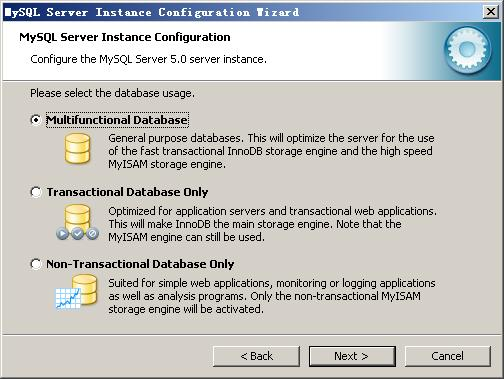 MySQL Server Instance Configuration Wizard
MySQL Server Instance Configuration
Configure the MySQL Server 5.0 server instance.
Please select the database usage.
Multifunctional Database
General purpose databases. This will optimize the server for the use
of the fast transactional InnoDB storage engine and the high speed
MyISAM storage engine.
Transactional Database Only
Optimized for application servers and transactional web applications.
This will make InnoDB the main storage engine. Note that the
MyISAM engine can still be used.
Non-Transactional Database Only
Suited for simple web applications, monitoring or logging applications
as well as analysis programs. Only the non-transactional MyISAM
storage engine will be activated.
< Back
Next >
Cancel